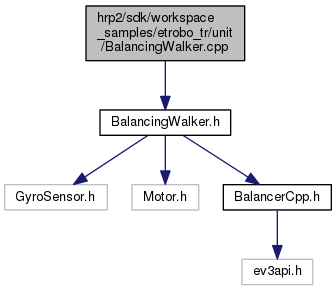 hrp2/sdk/workspace
_samples/etrobo_tr/unit
/BalancingWalker.cpp
BalancingWalker.h
GyroSensor.h
Motor.h
BalancerCpp.h
ev3api.h